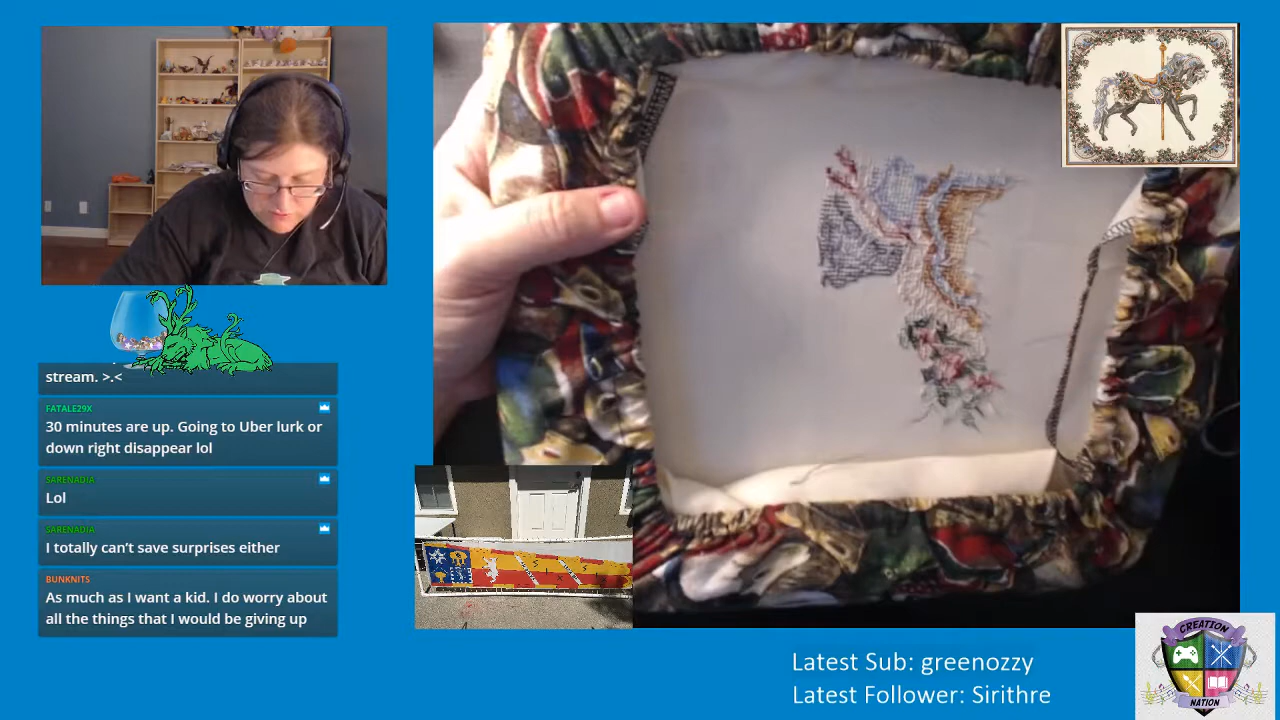 stream. >.<
FATALE29X
30 minutes are up. Going to Uber lurk or
down right disappear lol
SARENADIA
Lol
SARENADIA
I totally can't save surprises either
BUNKNITS
As much as I want a kid. I do worry about
all the things that I would be giving up
Latest Sub: greenozzy
Latest Follower: Sirithre
CREATION
NATION